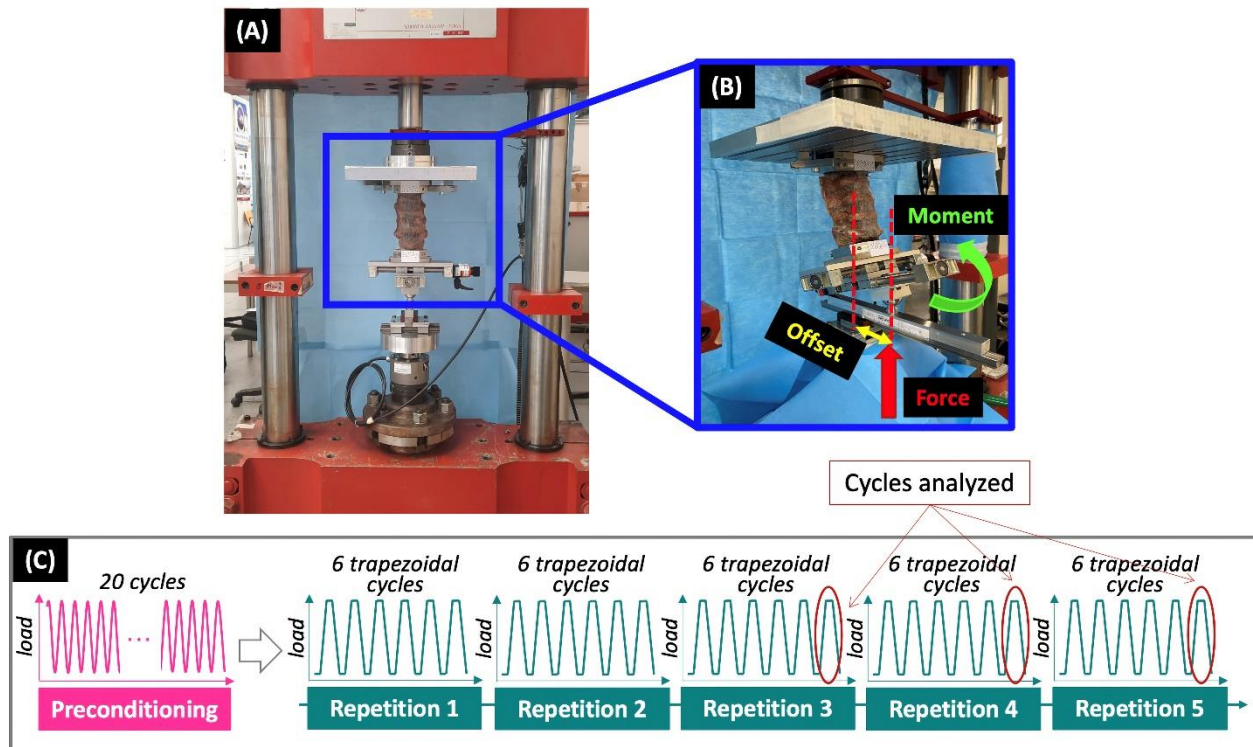 (A)
(B)
Moment
Offset
Force
Cycles analyzed
(C)
20 cycles
6 trapezoidal
cycles
6 trapezoidal
cycles
6 trapezoidal
cycles
6 trapezoidal
cycles
6 trapezoidal
cycles
load
...
load
load
load
load
load
Preconditioning
Repetition 1
Repetition 2
Repetition 3
Repetition 4
Repetition 5